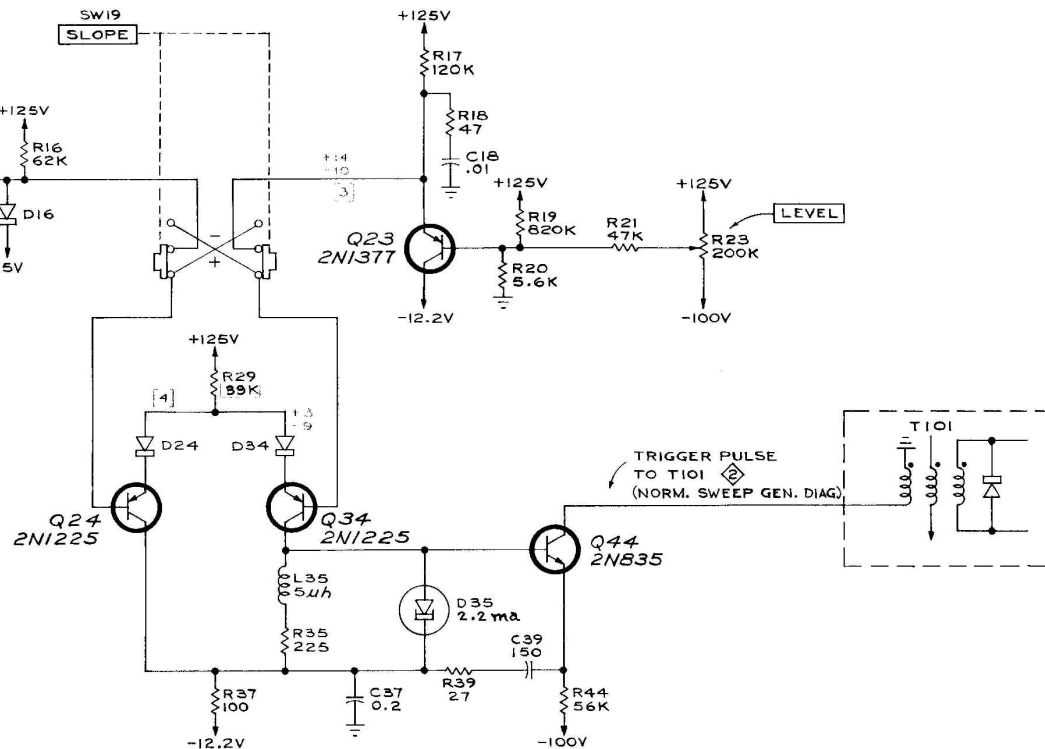 SW19
SLOPE
+125V
R17
120K
R18
47
C18
.01
+125V
R16
62K
D16
5V
+14
-10
[3]
-
+
Q23
2N1377
+125V
R19
820K
R20
5.6K
R21
47K
+125V
R23
200K
LEVEL
-100V
-12.2V
+125V
R29
33K
[4]
+3
-9
D24
D34
Q24
2N1225
Q34
2N1225
L35
5µh
R35
225
D35
2.2ma
Q44
2N835
TRIGGER PULSE
TO T101 2
(NORM. SWEEP GEN. DIAG)
T101
C39
150
R39
27
R37
100
C37
0.2
R44
56K
-12.2V
-100V